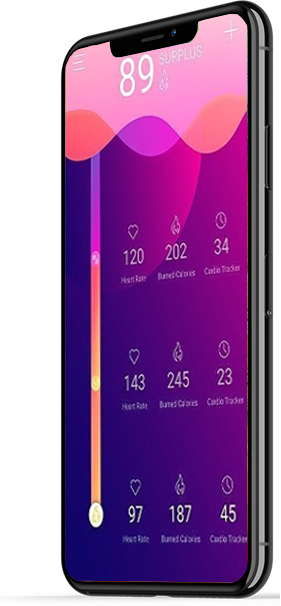 89 SURPLUS
120 202 34
Heart Rate Burned Calories Cardio Tracker
143 245 23
Heart Rate Burned Calories Cardio Tracker
97 187 45
Heart Rate Burned Calories Cardio Tracker